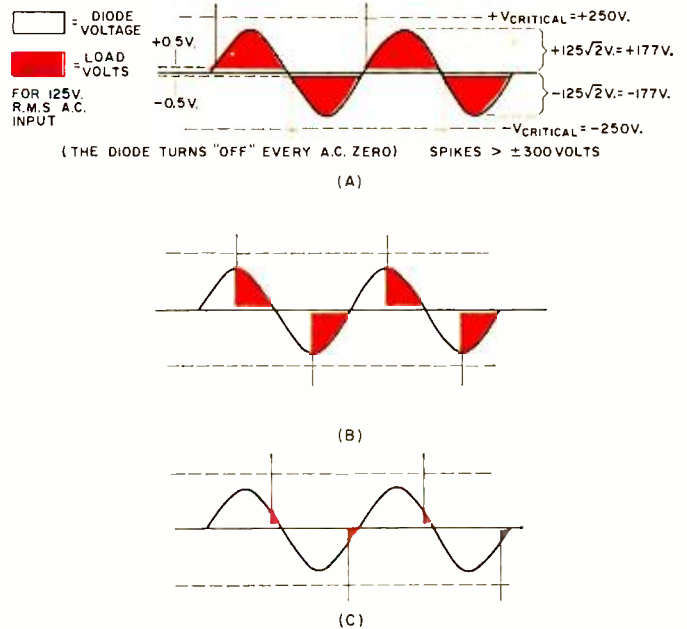 = DIODE
VOLTAGE
= LOAD
VOLTS
FOR 125V.
R.M.S A.C.
INPUT
+0.5V.
-0.5V.
+VCRITICAL = +250V.
+125√2V. = +177V.
-125√2V. = -177V.
-VCRITICAL = -250V.
(THE DIODE TURNS "OFF" EVERY A.C. ZERO) SPIKES > ±300 VOLTS
(A)
(B)
(C)